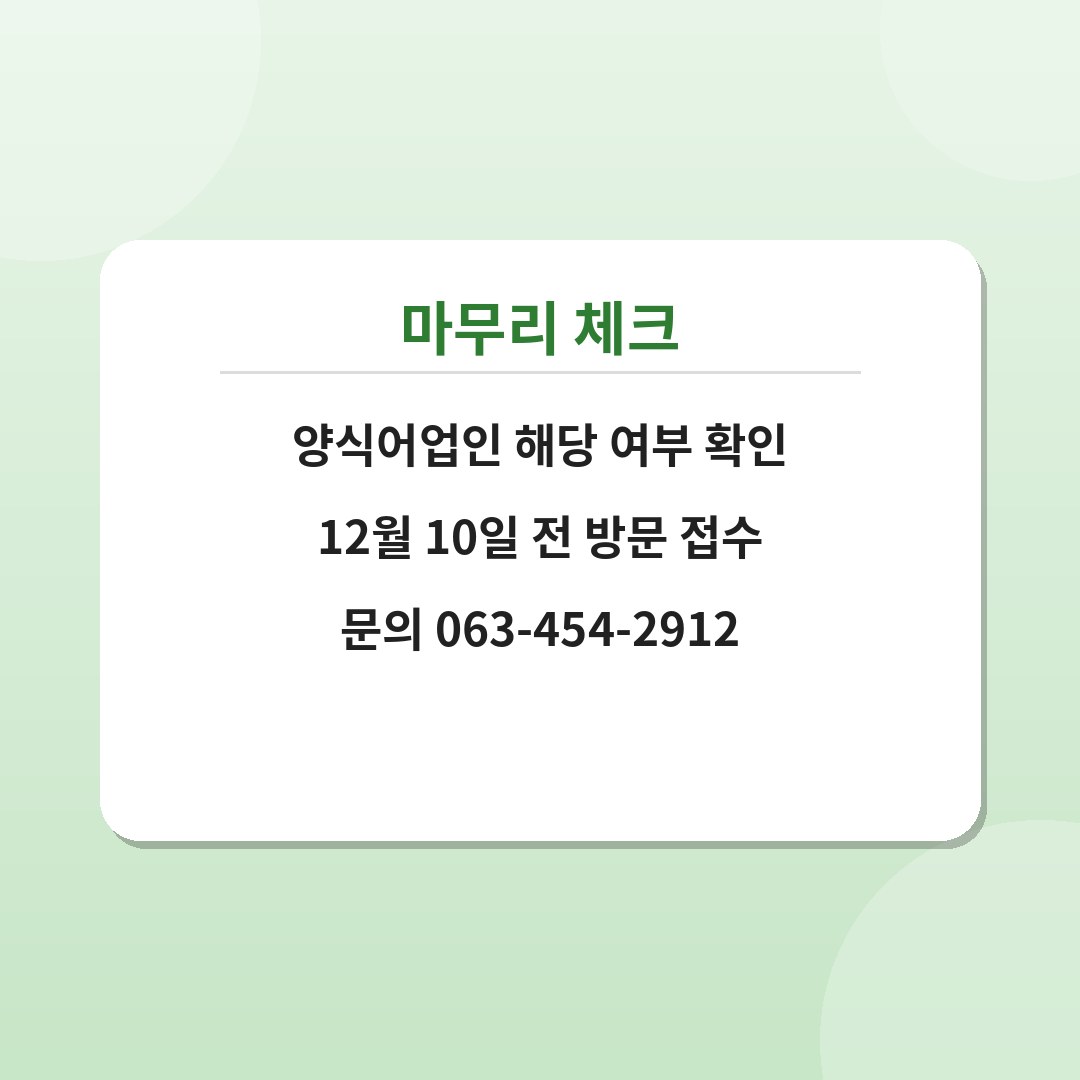 마무리 체크
양식어업인 해당 여부 확인
12월 10일 전 방문 접수
문의 063-454-2912